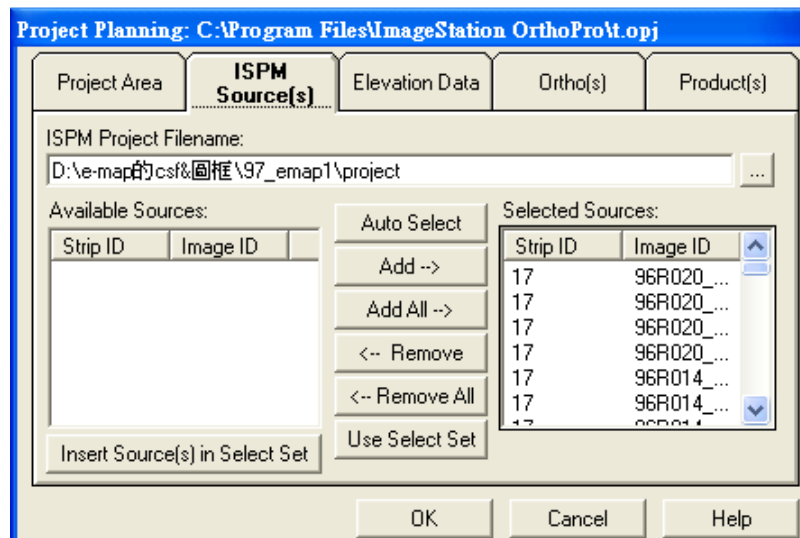 Project Planning: C:\Program Files\ImageStation OrthoPro\t.opj
Project Area
ISPM Source(s)
Elevation Data
Ortho(s)
Product(s)
ISPM Project Filename:
D:\e-map的csf&圖框\97_emap1\project
...
Available Sources:
Strip ID Image ID
Auto Select
Add -->
Add All -->
<-- Remove
<-- Remove All
Use Select Set
Insert Source(s) in Select Set
Selected Sources:
Strip ID Image ID
17 96R020_...
17 96R020_...
17 96R020_...
17 96R020_...
17 96R014_...
17 96R014_...
OK
Cancel
Help